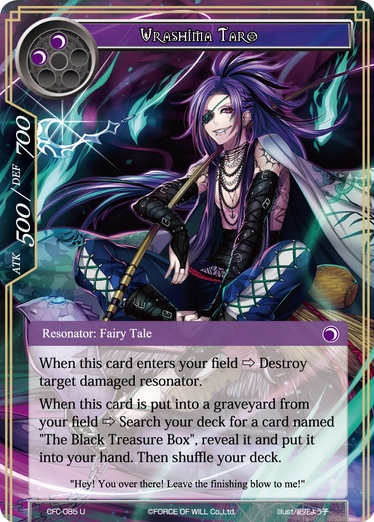 Urashima Taro
ATK 500 / DEF 700
Resonator: Fairy Tale
When this card enters your field ⇨ Destroy
target damaged resonator.
When this card is put into a graveyard from
your field ⇨ Search your deck for a card named
"The Black Treasure Box", reveal it and put it
into your hand. Then shuffle your deck.
"Hey! You over there! Leave the finishing blow to me!"
CFC-085 U
©FORCE OF WILL Co.,Ltd.
Illust/